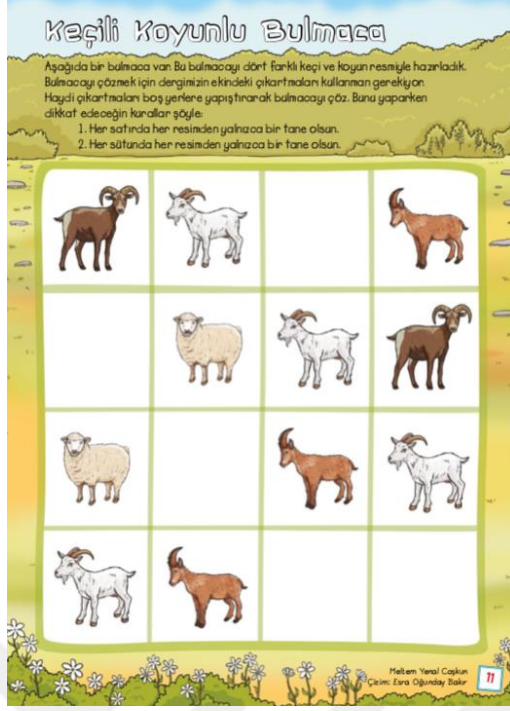 Keçili Koyunlu Bulmaca
Aşağıda bir bulmaca var. Bu bulmacayı dört farklı keçi ve koyun resmiyle hazırladık.
Bulmacayı çözmek için dergimizin ekindeki çıkartmaları kullanman gerekiyor.
Haydi çıkartmaları boş yerlere yapıştırarak bulmacayı çöz. Bunu yaparken
dikkat edeceğin kurallar şöyle:
1. Her satırda her resimden yalnızca bir tane olsun.
2. Her sütunda her resimden yalnızca bir tane olsun.
Meltem Yenal Coşkun
Çizim: Esra Oğunday Bakır
11